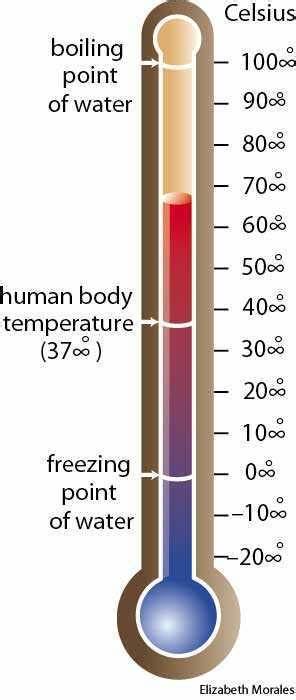 Celsius
boiling
point
of water
100∞°
90∞°
80∞°
70∞°
60∞°
50∞°
40∞°
human body
temperature
(37∞°)
30∞°
20∞°
10∞°
freezing
point
of water
0∞°
–10∞°
–20∞°
Elizabeth Morales